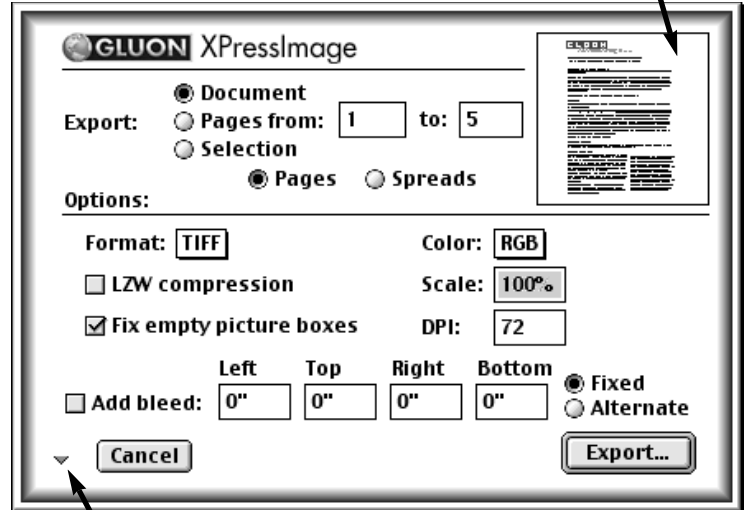 GLUON XPressImage
Export:
Document
Pages from: 1 to: 5
Selection
Pages Spreads
Options:
Format: TIFF Color: RGB
LZW compression Scale: 100%
Fix empty picture boxes DPI: 72
Left Top Right Bottom
Add bleed: 0" 0" 0" 0"
Fixed
Alternate
Cancel Export...